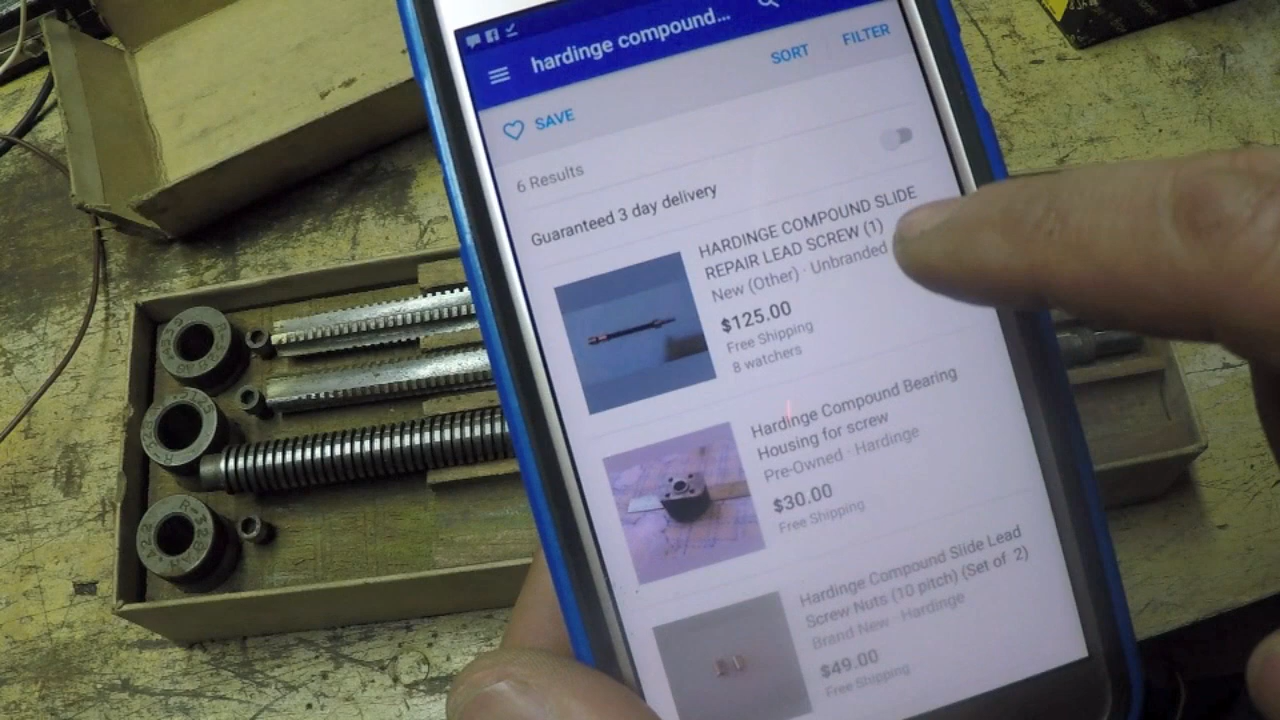 hardinge compound...
SORT
FILTER
SAVE
6 Results
Guaranteed 3 day delivery
HARDINGE COMPOUND SLIDE
REPAIR LEAD SCREW (1)
New (Other) · Unbranded
$125.00
Free Shipping
8 watchers
Hardinge Compound Bearing
Housing for screw
Pre-Owned · Hardinge
$30.00
Free Shipping
Hardinge Compound Slide Lead
Screw Nuts (10 pitch) (Set of 2)
Brand New · Hardinge
$49.00
Free Shipping